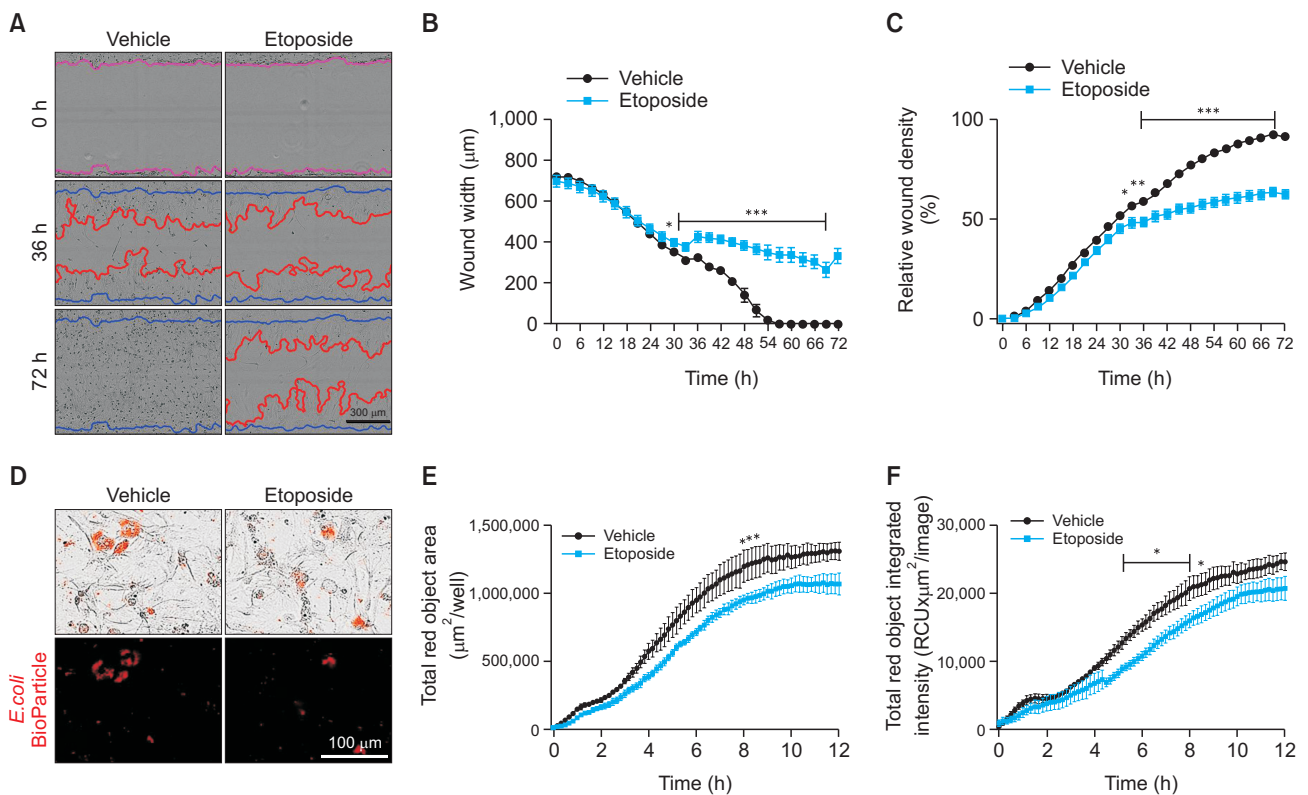 A
Vehicle
Etoposide
0 h
36 h
72 h
300 μm
B
Vehicle
Etoposide
Wound width (μm)
1,000
800
600
400
200
0
*
***
0 6 12 18 24 30 36 42 48 54 60 66 72
Time (h)
C
Vehicle
Etoposide
Relative wound density
(%)
100
50
0
*
**
***
0 6 12 18 24 30 36 42 48 54 60 66 72
Time (h)
D
Vehicle
Etoposide
E.coli
BioParticle
100 μm
E
Vehicle
Etoposide
Total red object area
(μm²/well)
1,500,000
1,000,000
500,000
0
***
0 2 4 6 8 10 12
Time (h)
F
Vehicle
Etoposide
Total red object integrated
intensity (RCUxμm²/image)
30,000
20,000
10,000
0
*
*
0 2 4 6 8 10 12
Time (h)